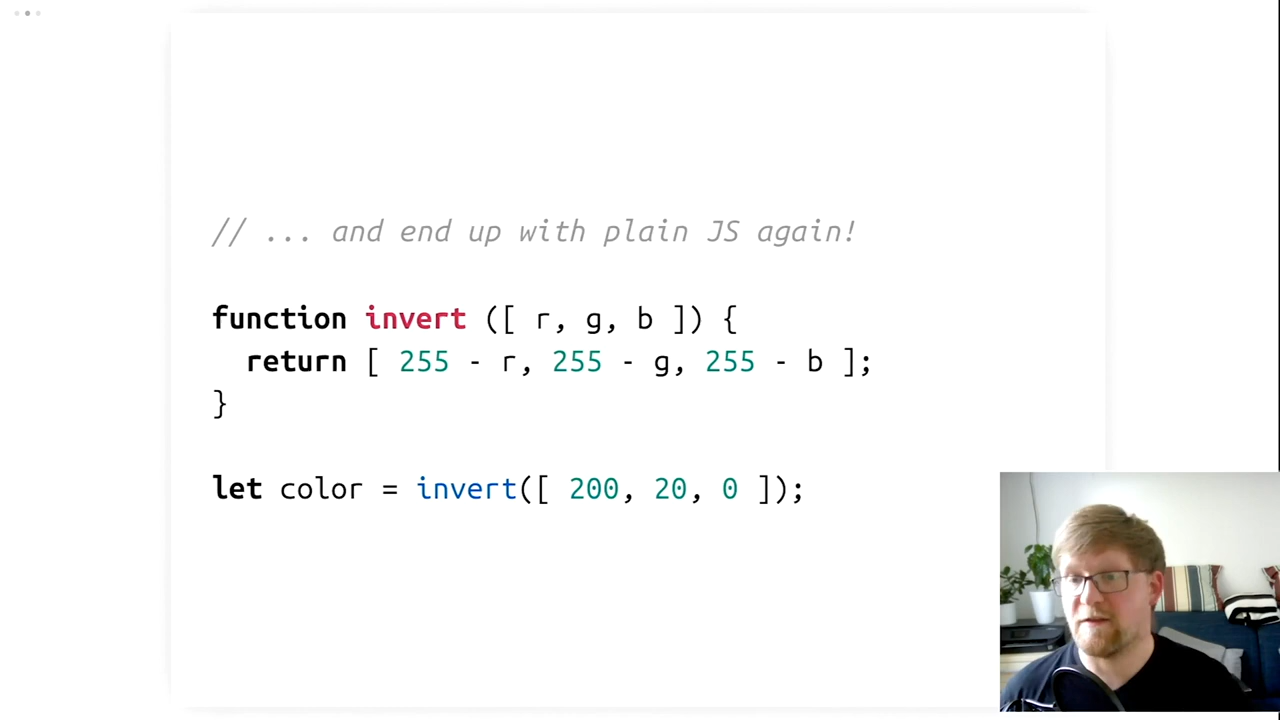 // ... and end up with plain JS again!
function invert ([ r, g, b ]) {
return [ 255 - r, 255 - g, 255 - b ];
}
let color = invert([ 200, 20, 0 ]);